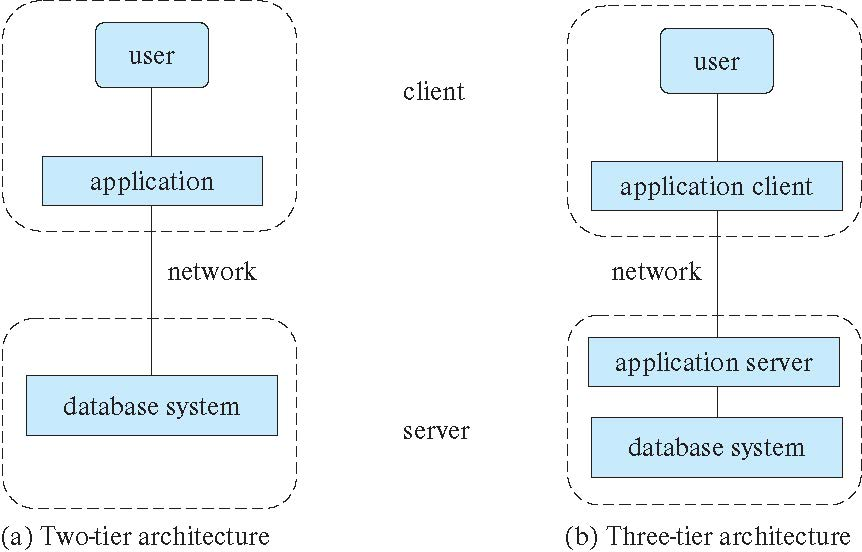 user
application
network
database system
(a) Two-tier architecture
client
server
user
application client
network
application server
database system
(b) Three-tier architecture